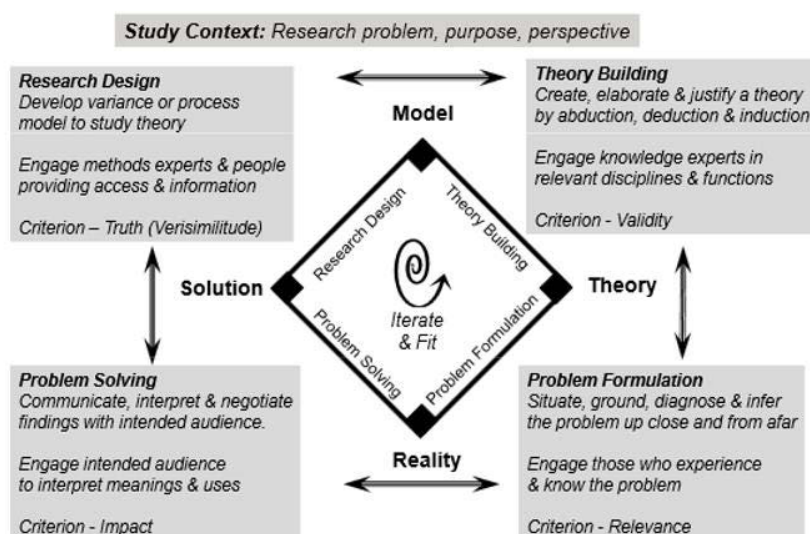 Study Context: Research problem, purpose, perspective
Research Design
Develop variance or process
model to study theory
Engage methods experts & people
providing access & information
Criterion – Truth (Verisimilitude)
Theory Building
Create, elaborate & justify a theory
by abduction, deduction & induction
Engage knowledge experts in
relevant disciplines & functions
Criterion - Validity
Model
Research Design
Theory Building
Solution
Theory
Iterate
& Fit
Problem Solving
Problem Formulation
Reality
Problem Solving
Communicate, interpret & negotiate
findings with intended audience.
Engage intended audience
to interpret meanings & uses
Criterion - Impact
Problem Formulation
Situate, ground, diagnose & infer
the problem up close and from afar
Engage those who experience
& know the problem
Criterion - Relevance